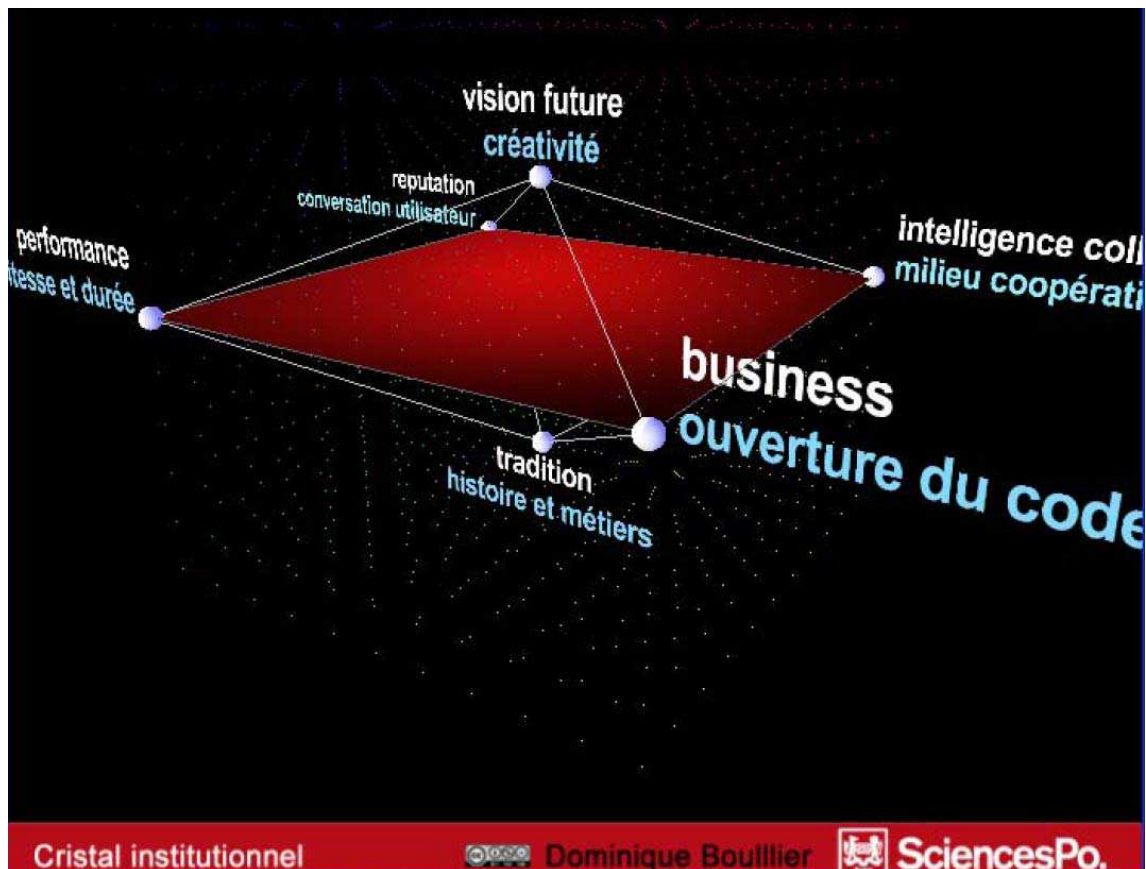 vision future
créativité
reputation
conversation utilisateur
performance
itesse et durée
intelligence coll
milieu coopérati
business
ouverture du code
tradition
histoire et métiers
Cristal institutionnel
Dominique Boulllier
SciencesPo.